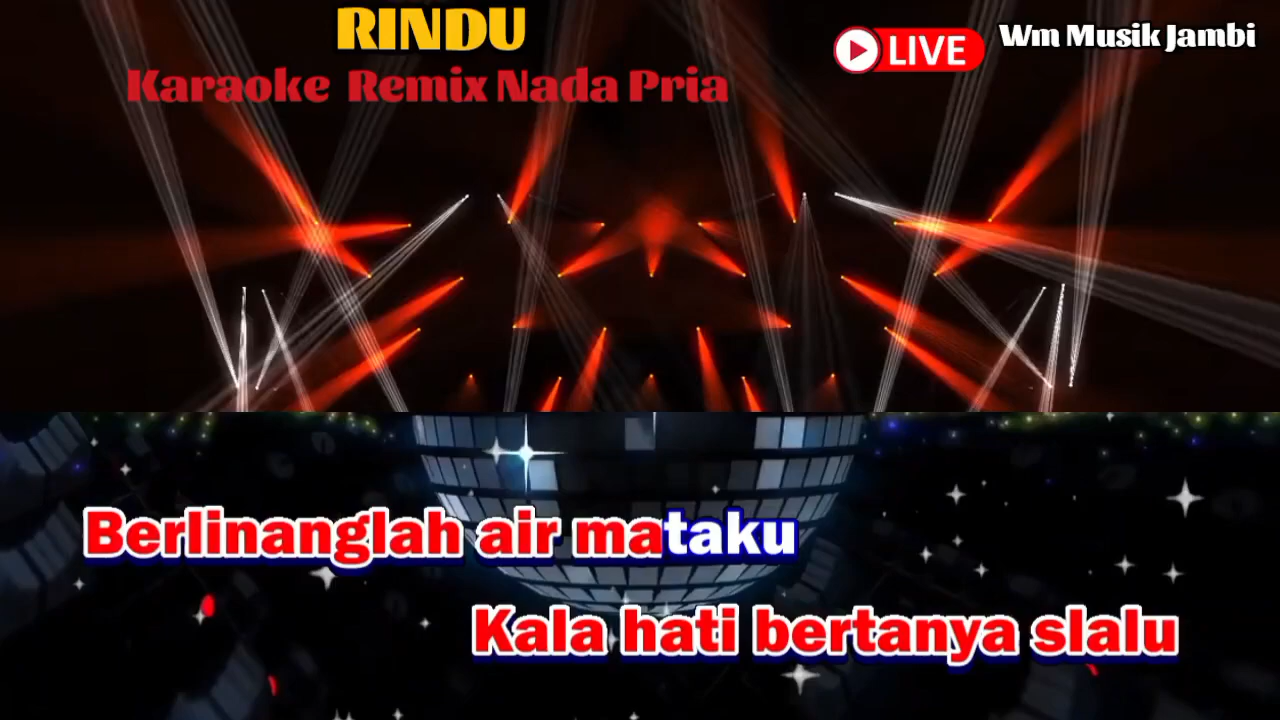 RINDU
LIVE
Wm Musik Jambi
Karaoke Remix Nada Pria
Berlinanglah air mataku
Kala hati bertanya slalu